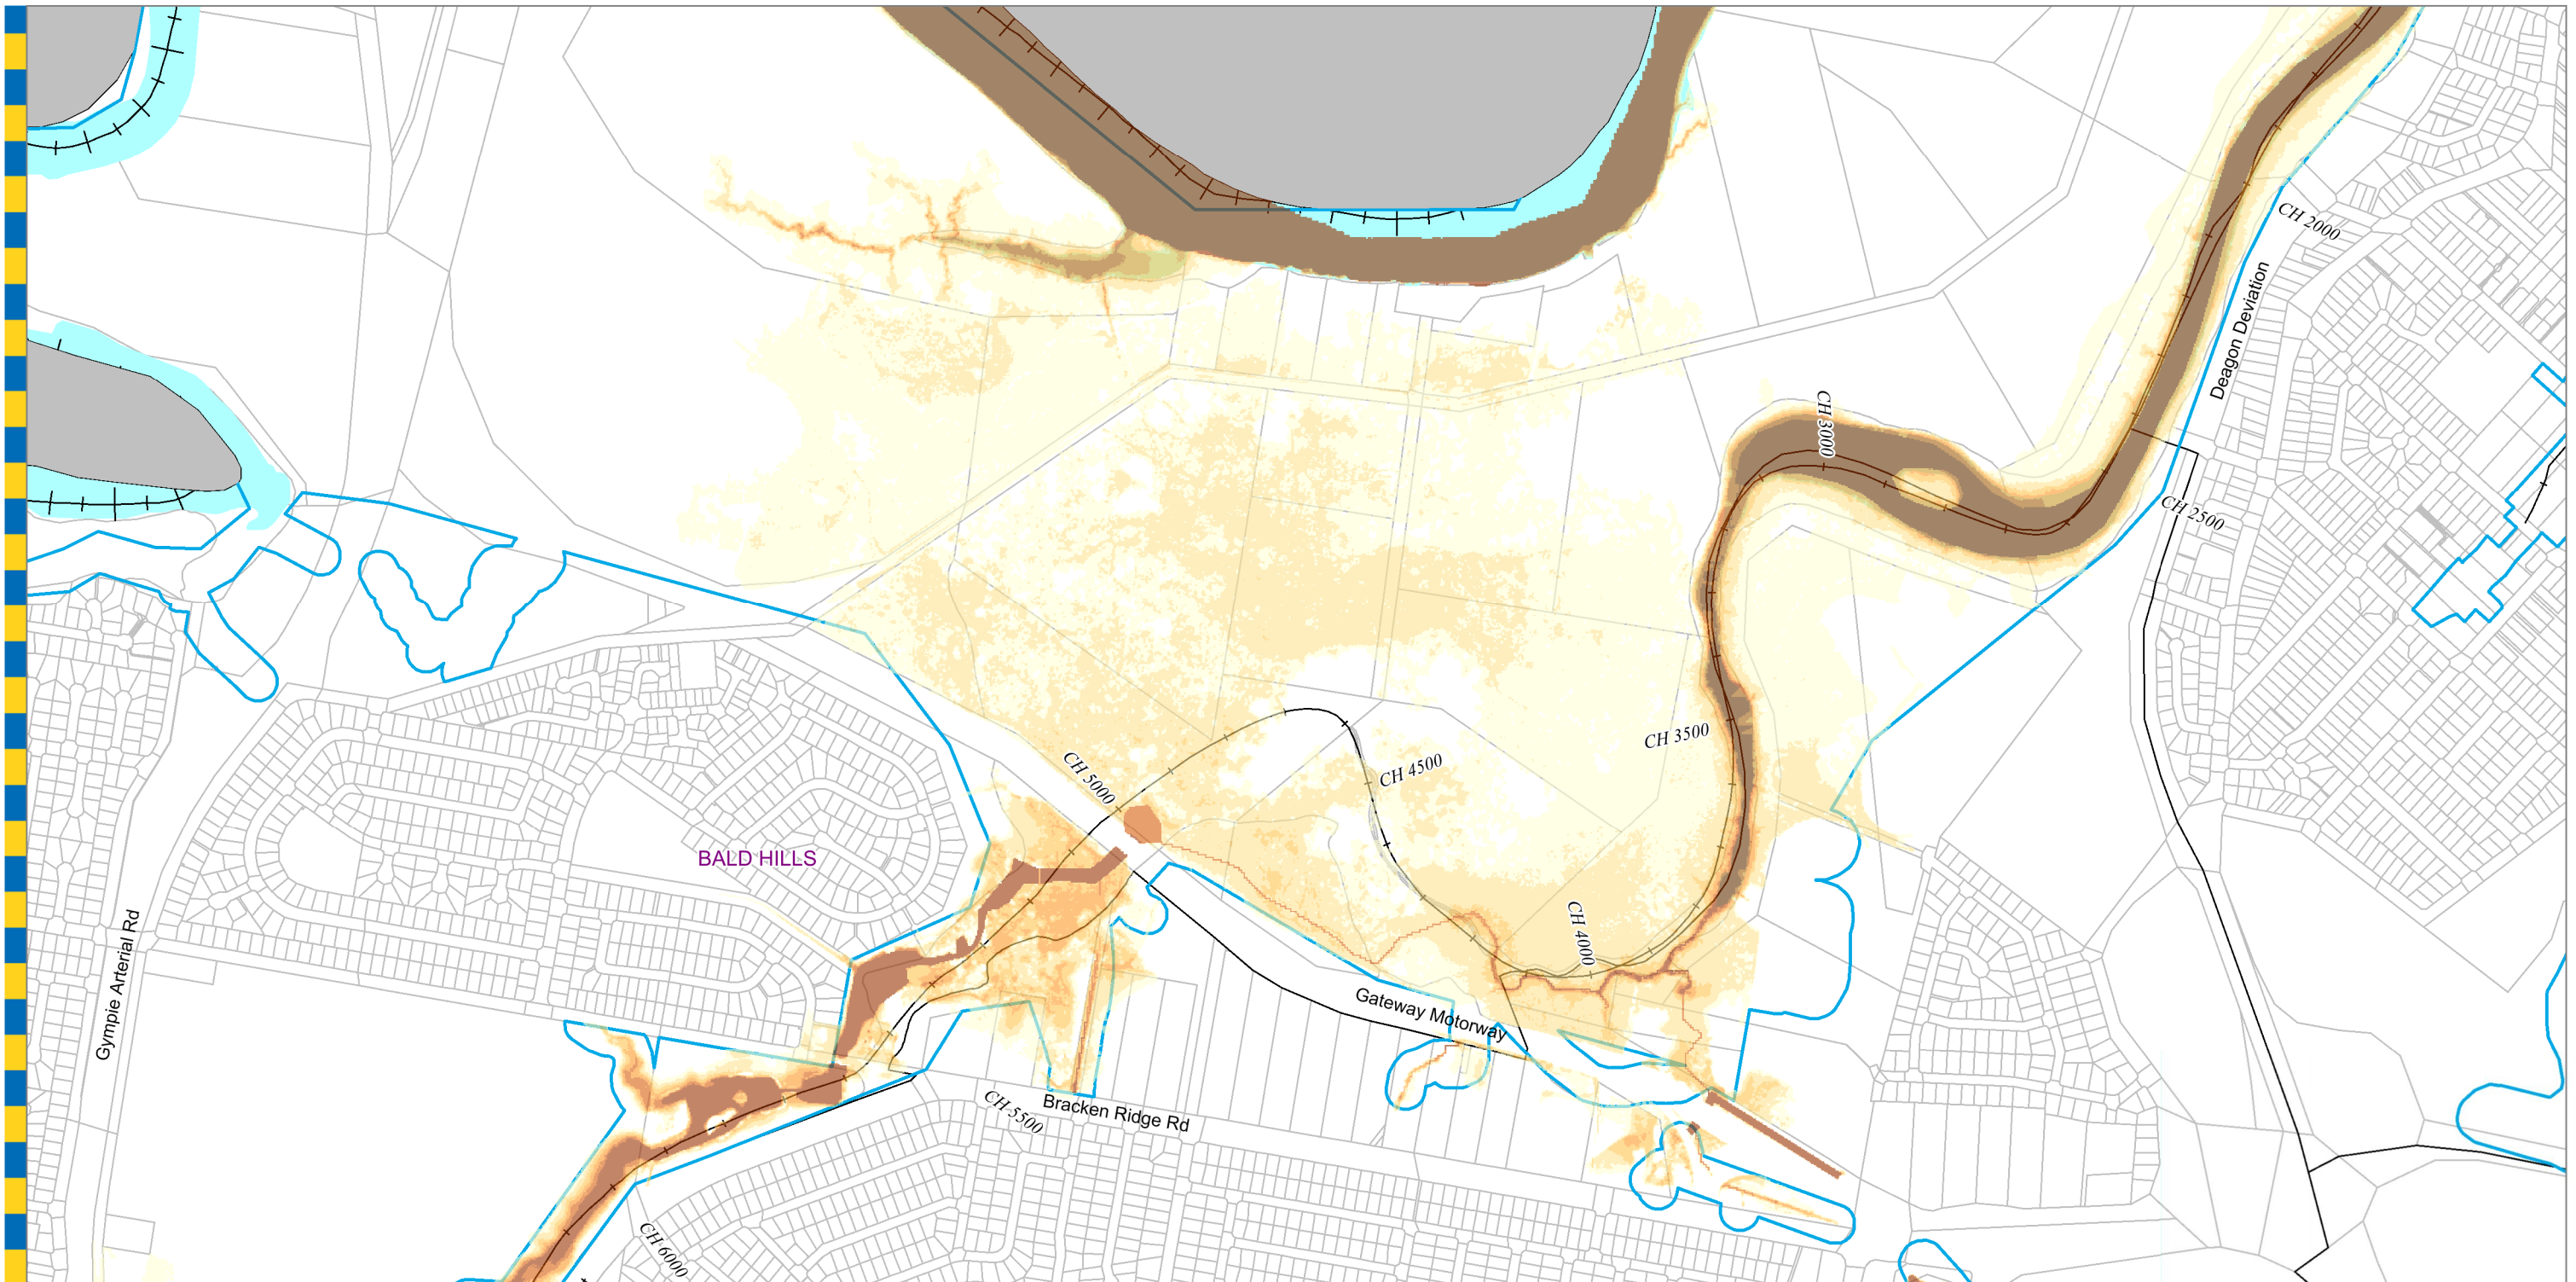 CH 2000
Deagon Deviation
CH 3000
CH 2500
CH 3500
CH 5000
CH 4500
BALD HILLS
CH 4000
Gympie Arterial Rd
Gateway Motorway
CH 5500
Bracken Ridge Rd
CH 6000